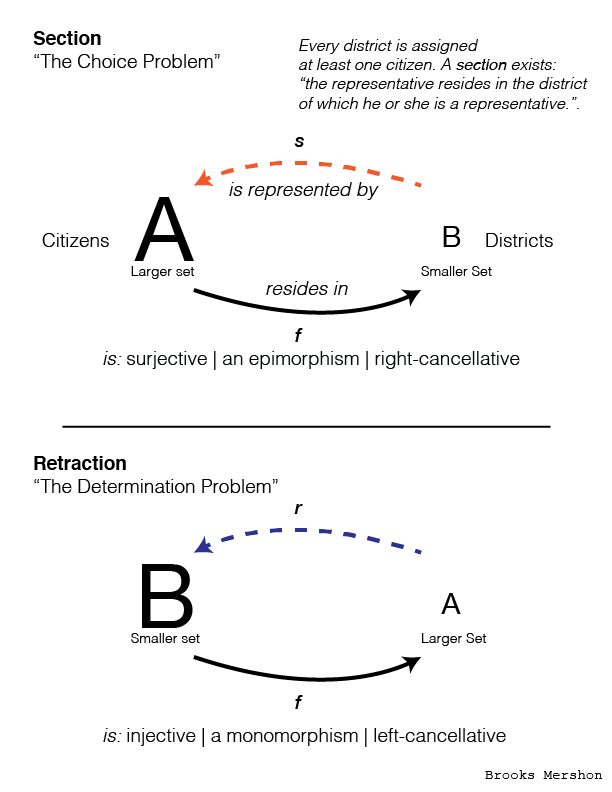 Section
“The Choice Problem”
Every district is assigned
at least one citizen. A section exists:
“the representative resides in the district
of which he or she is a representative.”.
s
is represented by
Citizens
A
B
Districts
Larger set
Smaller Set
resides in
f
is: surjective | an epimorphism | right-cancellative
Retraction
“The Determination Problem”
r
B
A
Smaller set
Larger Set
f
is: injective | a monomorphism | left-cancellative
Brooks Mershon